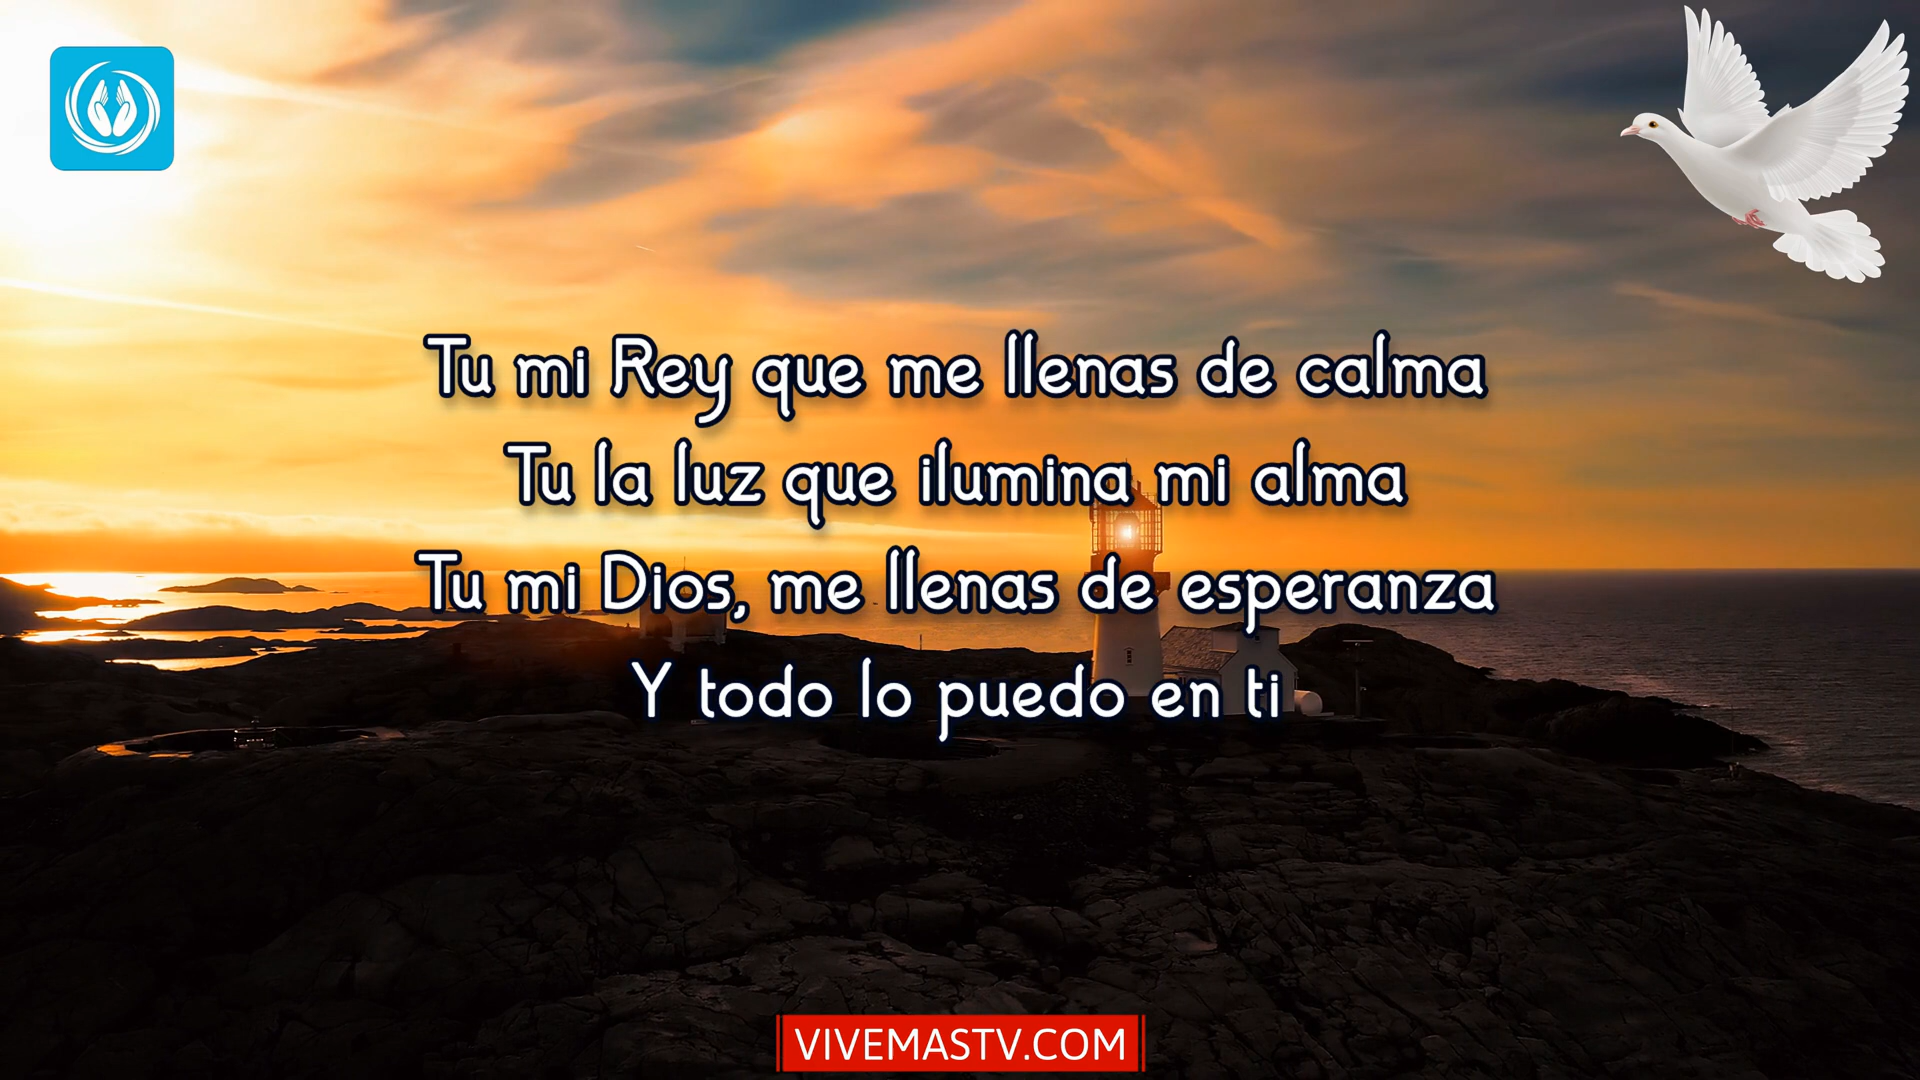 Tu mi Rey que me llenas de calma
Tu la luz que ilumina mi alma
Tu mi Dios, me llenas de esperanza
Y todo lo puedo en ti
VIVEMASTV.COM